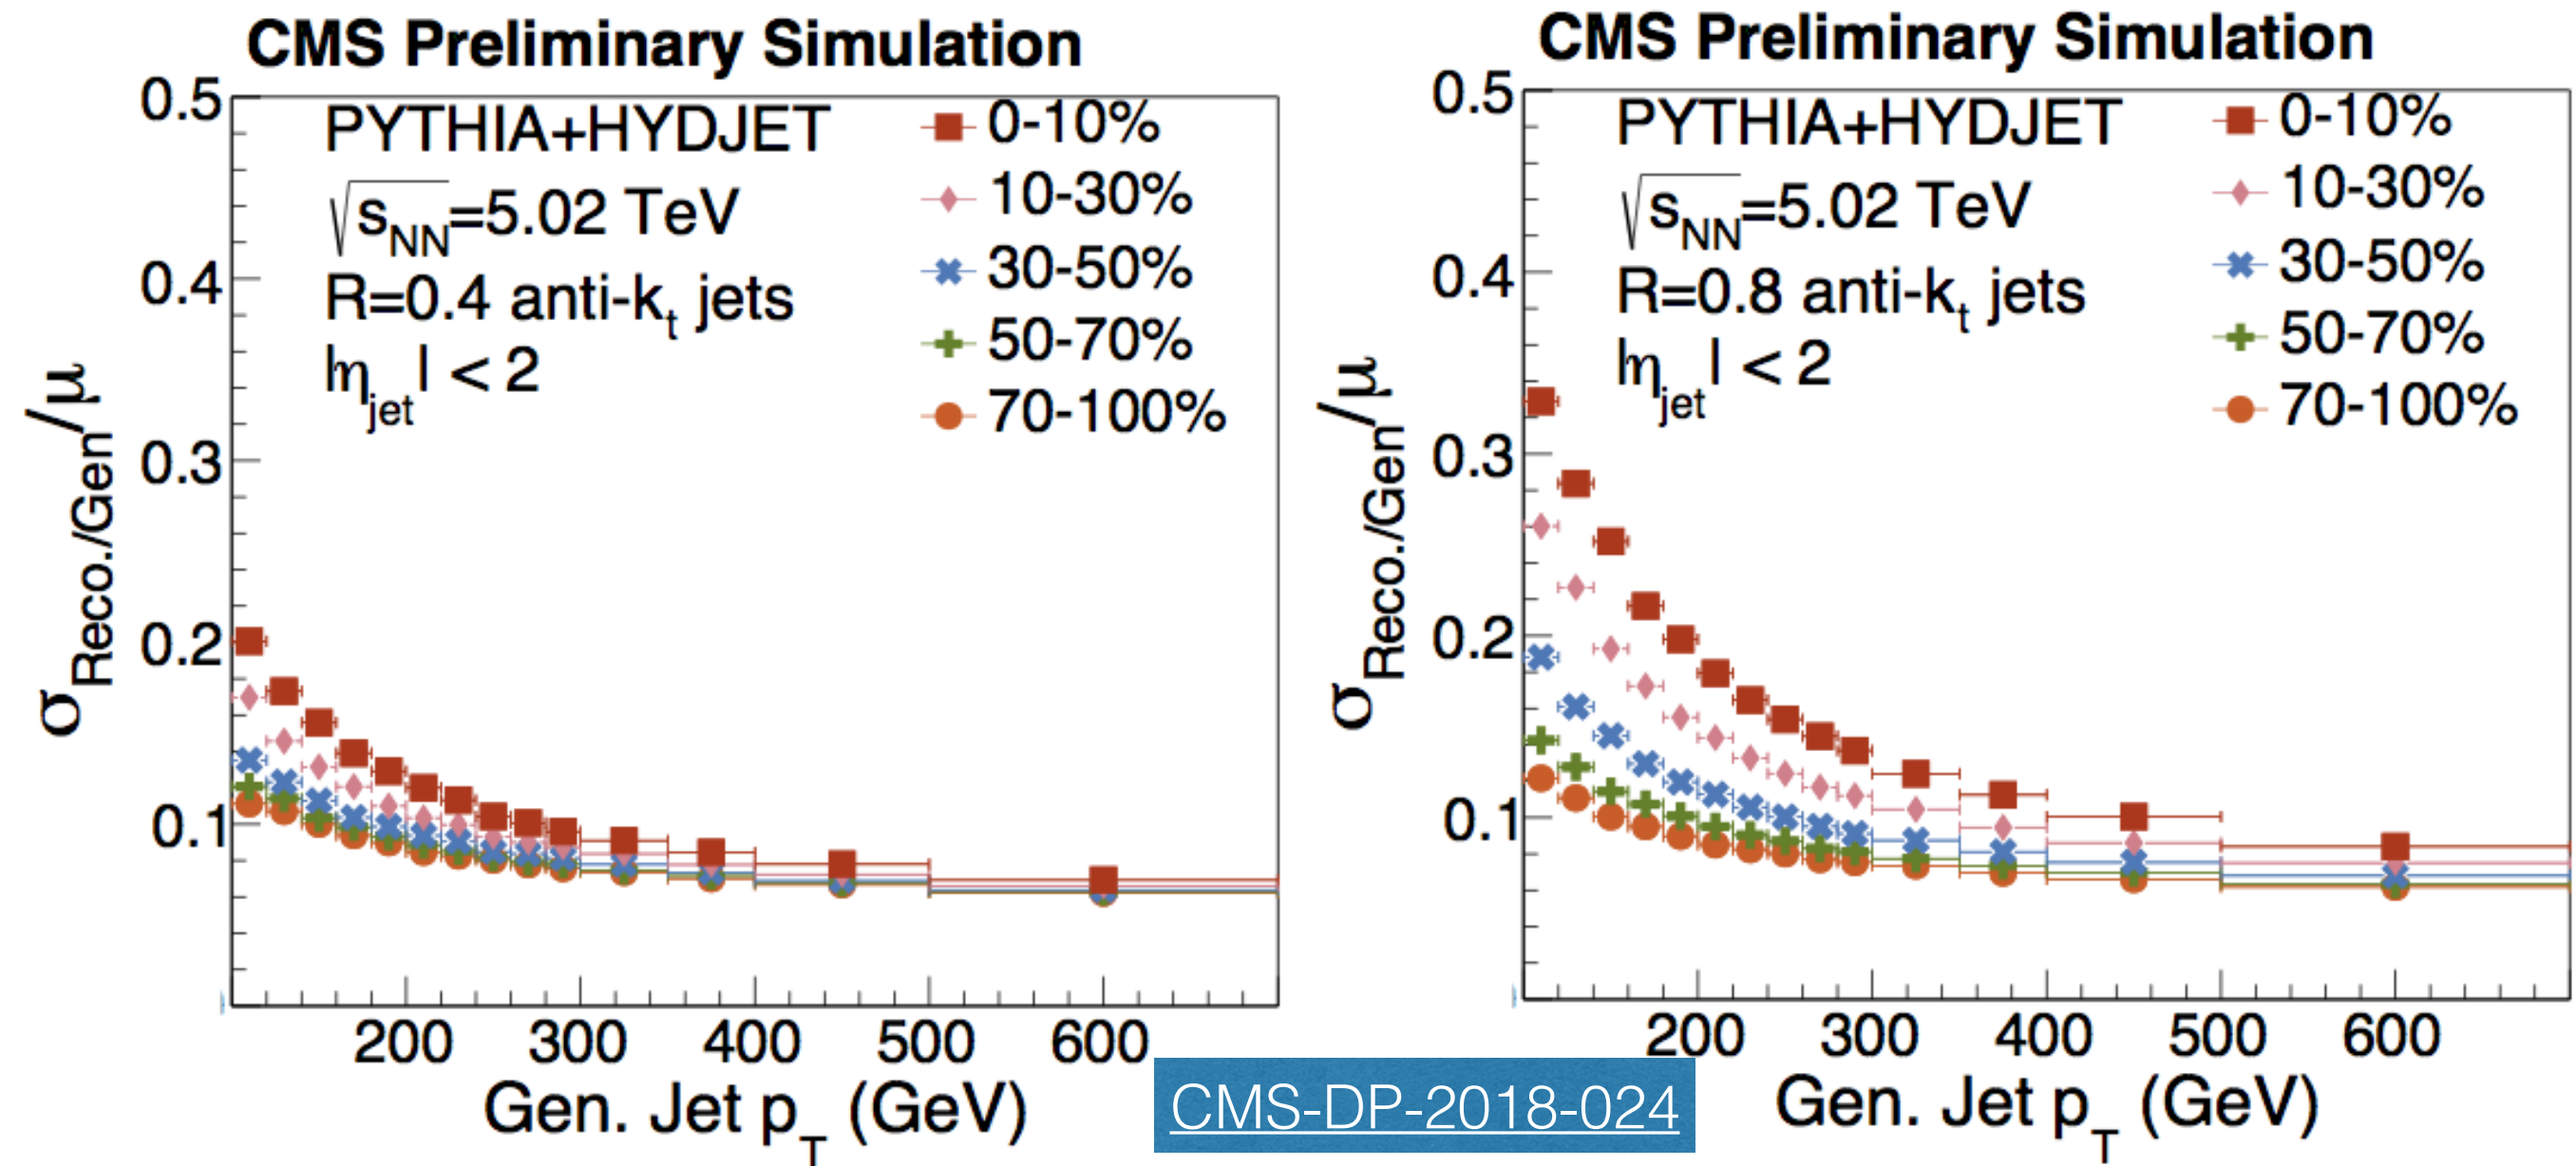 CMS Preliminary Simulation
PYTHIA+HYDJET
√sNN=5.02 TeV
R=0.4 anti-kt jets
|ηjet| < 2
0-10%
10-30%
30-50%
50-70%
70-100%
0.5
0.4
0.3
0.2
0.1
σReco./Gen/μ
200 300 400 500 600
Gen. Jet pT (GeV)
CMS Preliminary Simulation
PYTHIA+HYDJET
√sNN=5.02 TeV
R=0.8 anti-kt jets
|ηjet| < 2
0-10%
10-30%
30-50%
50-70%
70-100%
0.5
0.4
0.3
0.2
0.1
σReco./Gen/μ
200 300 400 500 600
Gen. Jet pT (GeV)
CMS-DP-2018-024